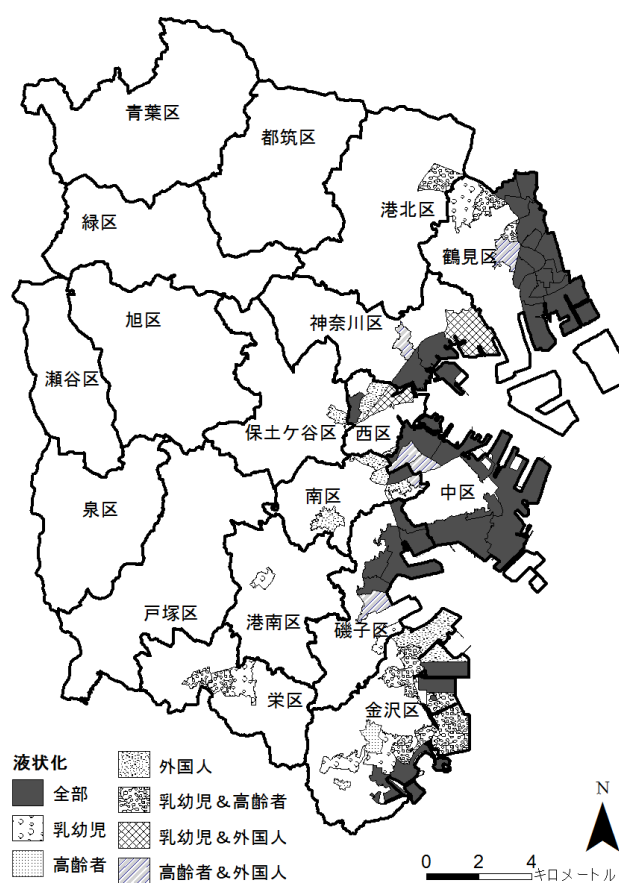 青葉区
都筑区
港北区
緑区
鶴見区
旭区
神奈川区
瀬谷区
保土ケ谷区
西区
泉区
南区
中区
戸塚区
港南区
磯子区
栄区
金沢区
液状化
全部
乳幼児
高齢者
外国人
乳幼児&高齢者
乳幼児&外国人
高齢者&外国人
N
0 2 4
キロメートル